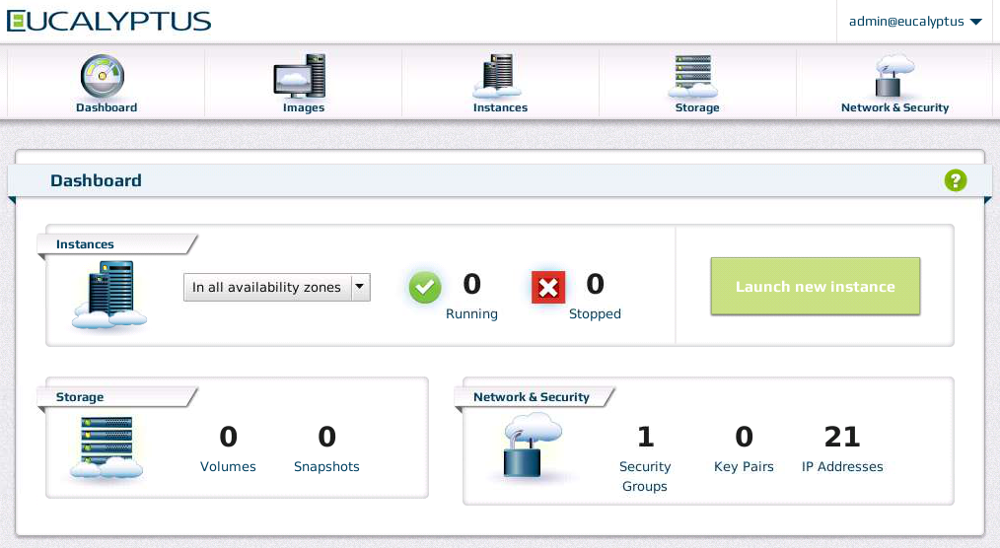 EUCALYPTUS
admin@eucalyptus
Dashboard
Images
Instances
Storage
Network & Security
Dashboard
?
Instances
In all availability zones
0
Running
0
Stopped
Launch new instance
Storage
0
Volumes
0
Snapshots
Network & Security
1
Security
Groups
0
Key Pairs
21
IP Addresses